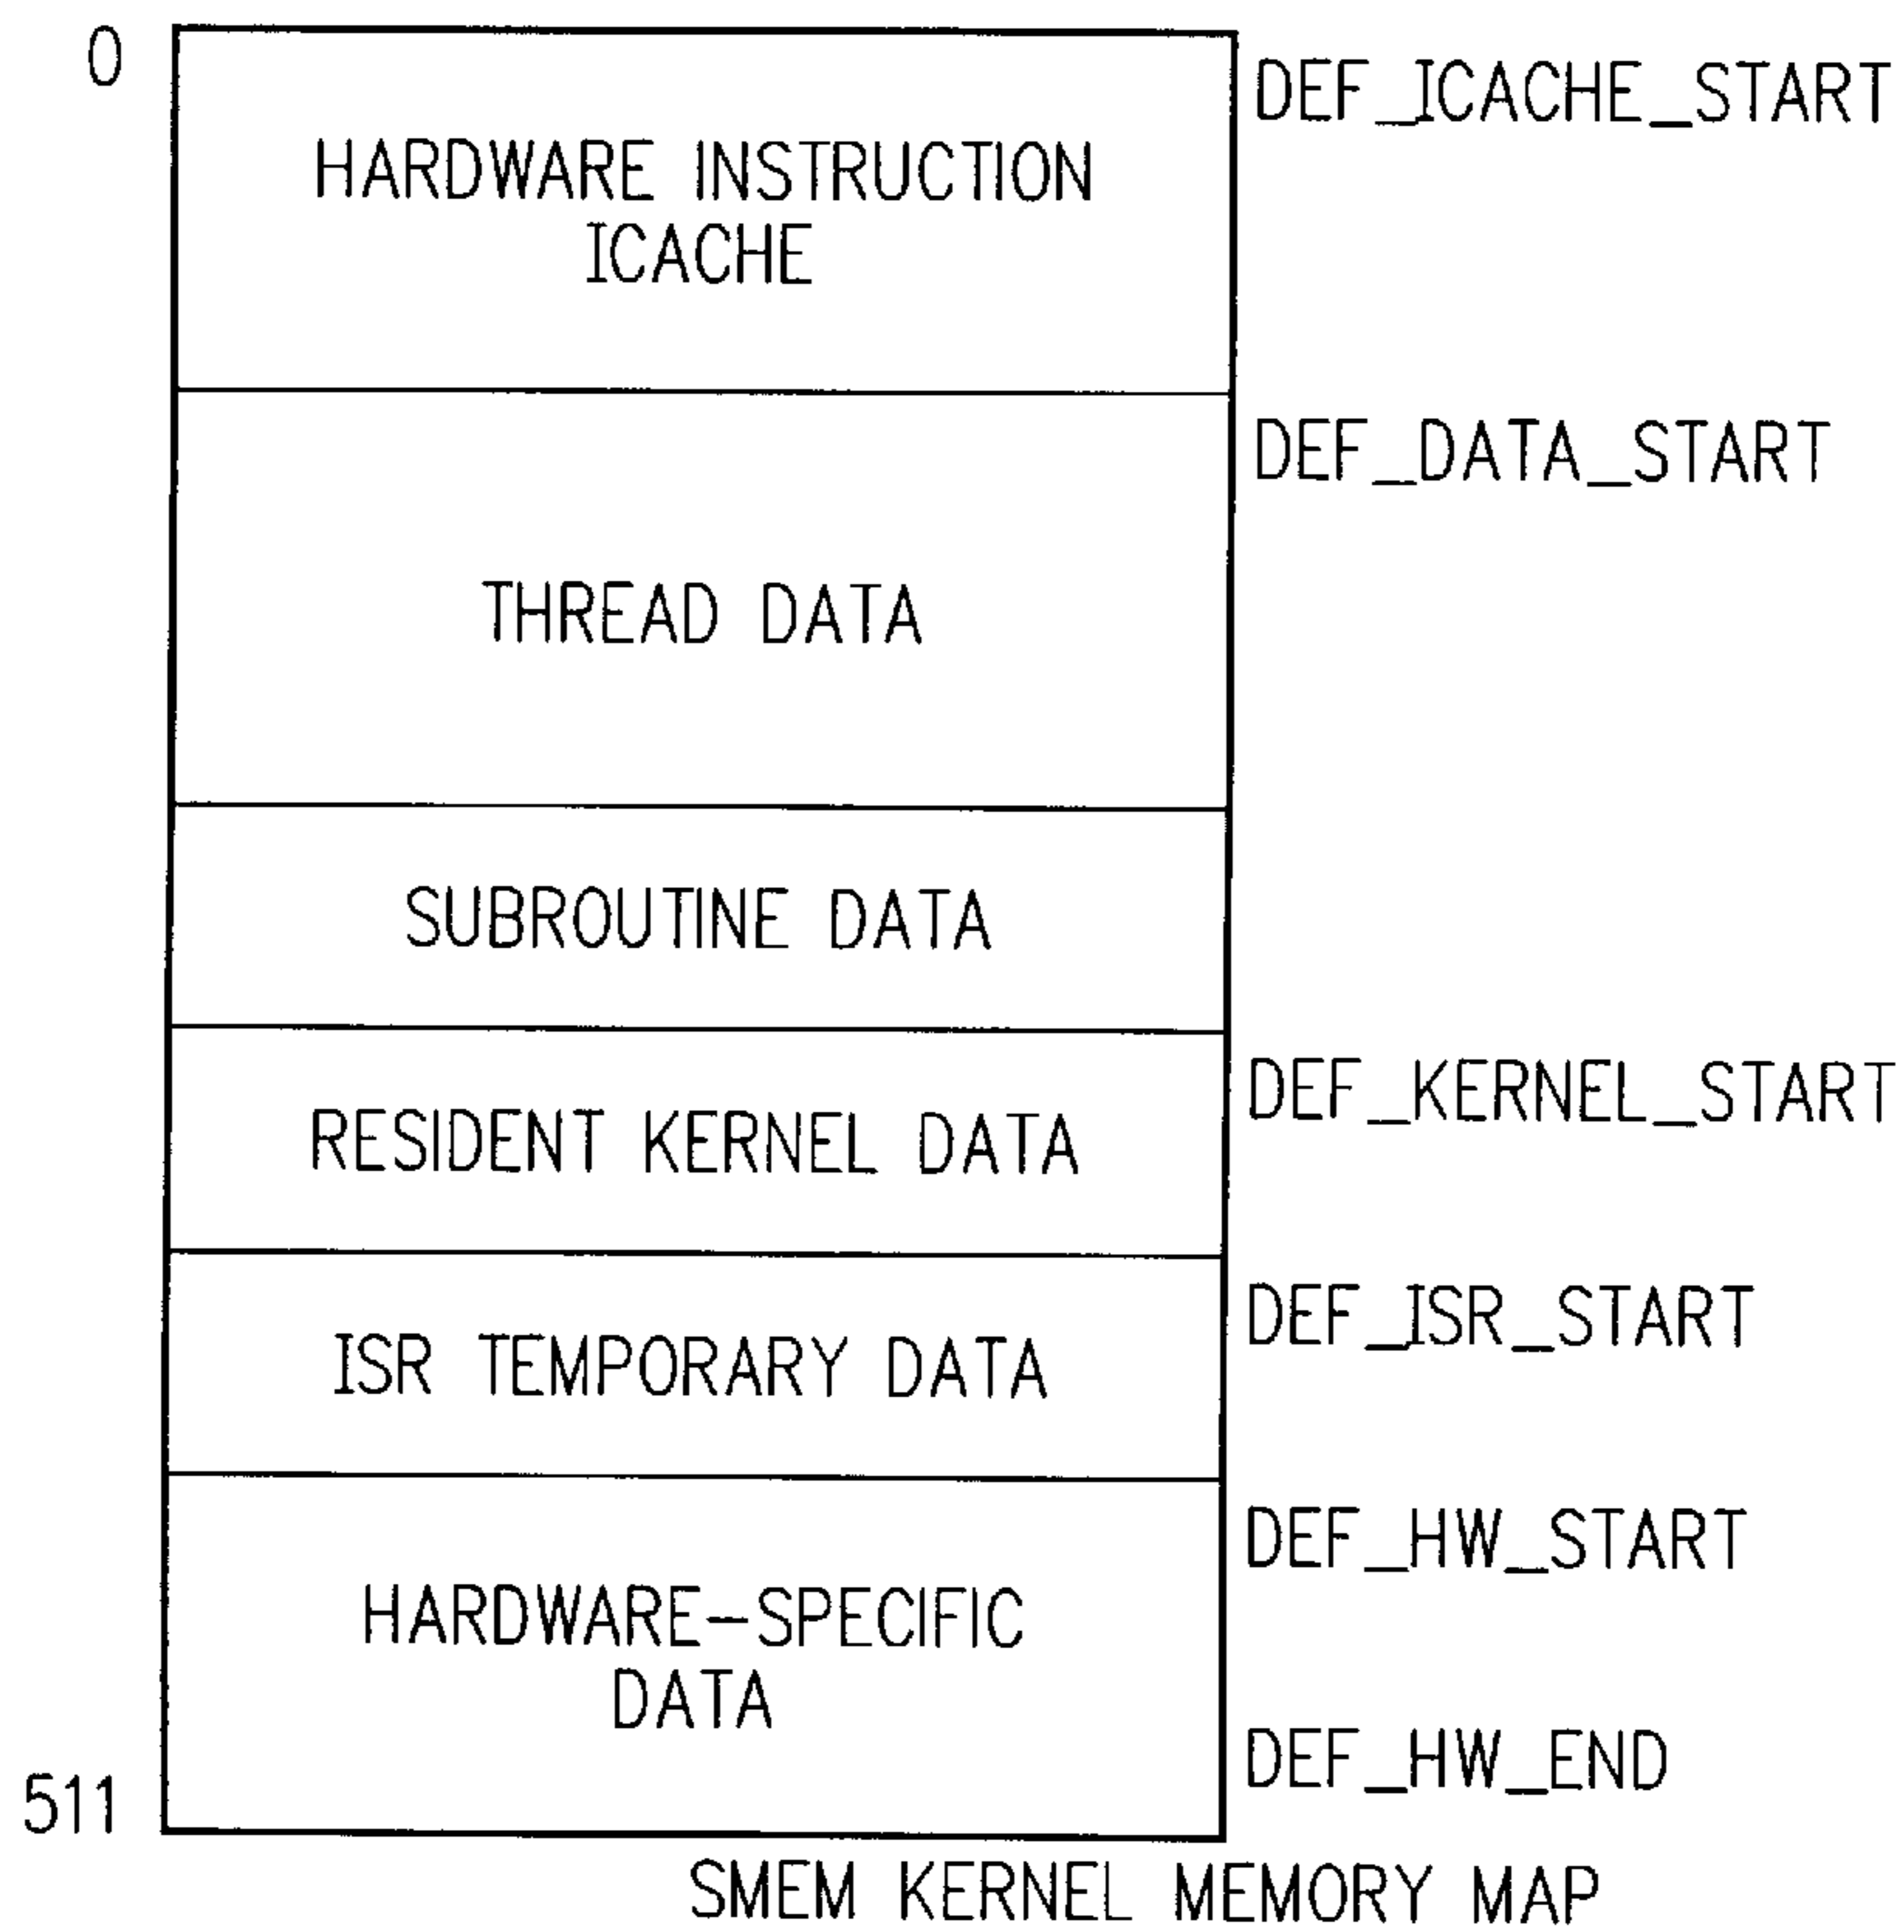 0
DEF_ICACHE_START
HARDWARE INSTRUCTION
ICACHE
DEF_DATA_START
THREAD DATA
SUBROUTINE DATA
DEF_KERNEL_START
RESIDENT KERNEL DATA
DEF_ISR_START
ISR TEMPORARY DATA
DEF_HW_START
HARDWARE-SPECIFIC
DATA
DEF_HW_END
511
SMEM KERNEL MEMORY MAP